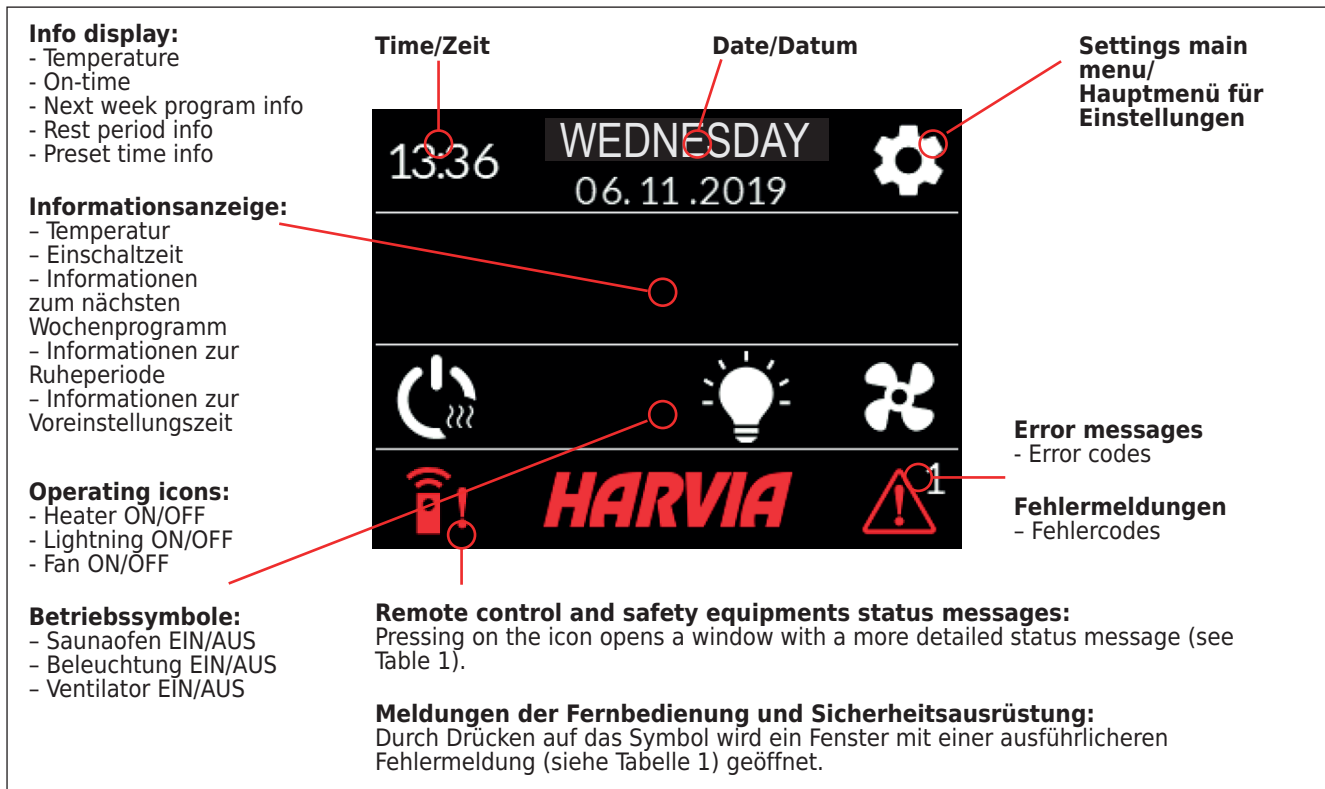 Info display:
- Temperature
- On-time
- Next week program info
- Rest period info
- Preset time info
Informationsanzeige:
– Temperatur
– Einschaltzeit
– Informationen
zum nächsten
Wochenprogramm
– Informationen zur
Ruheperiode
– Informationen zur
Voreinstellungszeit
Operating icons:
- Heater ON/OFF
- Lightning ON/OFF
- Fan ON/OFF
Betriebssymbole:
– Saunaofen EIN/AUS
– Beleuchtung EIN/AUS
– Ventilator EIN/AUS
Time/Zeit
Date/Datum
Settings main
menu/
Hauptmenü für
Einstellungen
13:36
WEDNESDAY
06. 11 .2019
HARVIA
1
Error messages
- Error codes
Fehlermeldungen
– Fehlercodes
Remote control and safety equipments status messages:
Pressing on the icon opens a window with a more detailed status message (see
Table 1).
Meldungen der Fernbedienung und Sicherheitsausrüstung:
Durch Drücken auf das Symbol wird ein Fenster mit einer ausführlicheren
Fehlermeldung (siehe Tabelle 1) geöffnet.